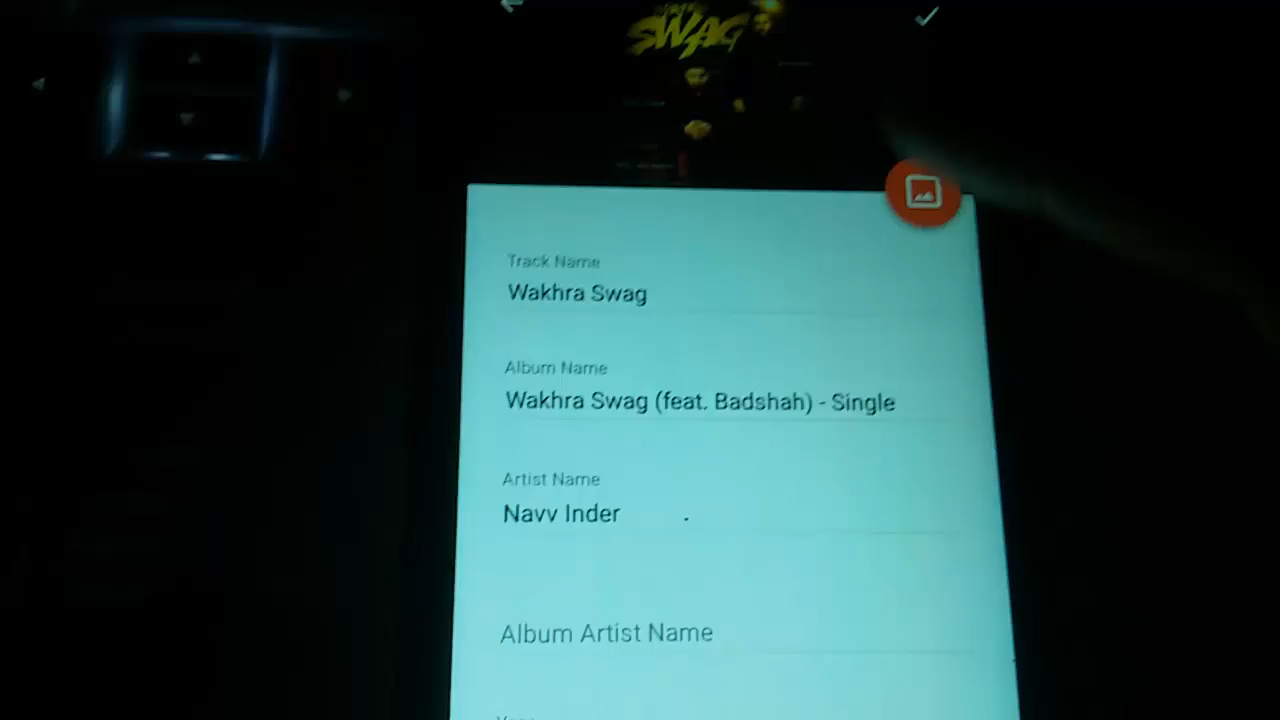 SWAG
Track Name
Wakhra Swag
Album Name
Wakhra Swag (feat. Badshah) - Single
Artist Name
Navv Inder
Album Artist Name